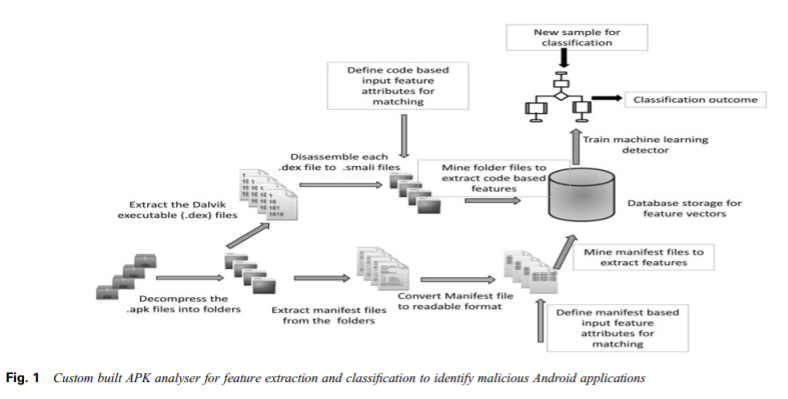 New sample for
classification
Define code based
input feature
attributes for
matching
Classification outcome
Train machine learning
detector
Disassemble each
.dex file to .smali files
Mine folder files to
extract code based
features
Extract the Dalvik
executable (.dex) files
Database storage for
feature vectors
Mine manifest files to
extract features
Decompress the
.apk files into folders
Extract manifest files
from the folders
Convert Manifest file
to readable format
Define manifest based
input feature
attributes for
matching
Fig. 1 Custom built APK analyser for feature extraction and classification to identify malicious Android applications